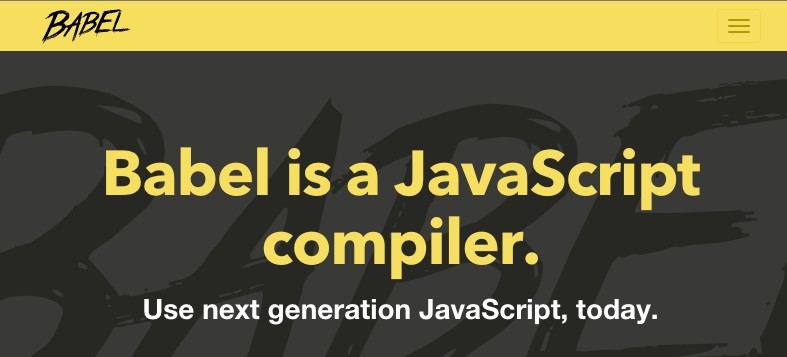 BABEL
Babel is a JavaScript
compiler.
Use next generation JavaScript, today.